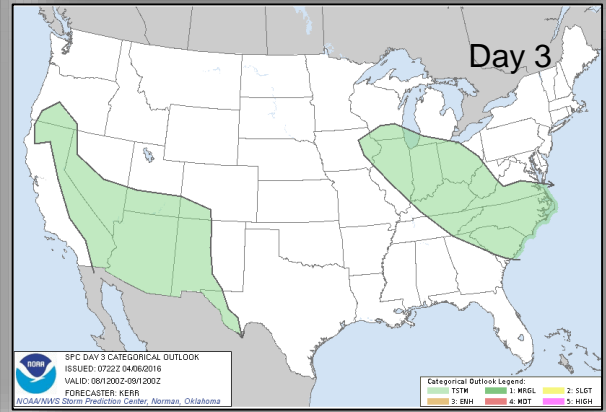 Day 3
NOAA
SPC DAY 3 CATEGORICAL OUTLOOK
ISSUED: 0722Z 04/06/2016
VALID: 08/1200Z-09/1200Z
FORECASTER: KERR
NOAA/NWS Storm Prediction Center, Norman, Oklahoma
Categorical Outlook Legend:
TSTM 1: MRGL 2: SLGT
3: ENH 4: MDT 5: HIGH